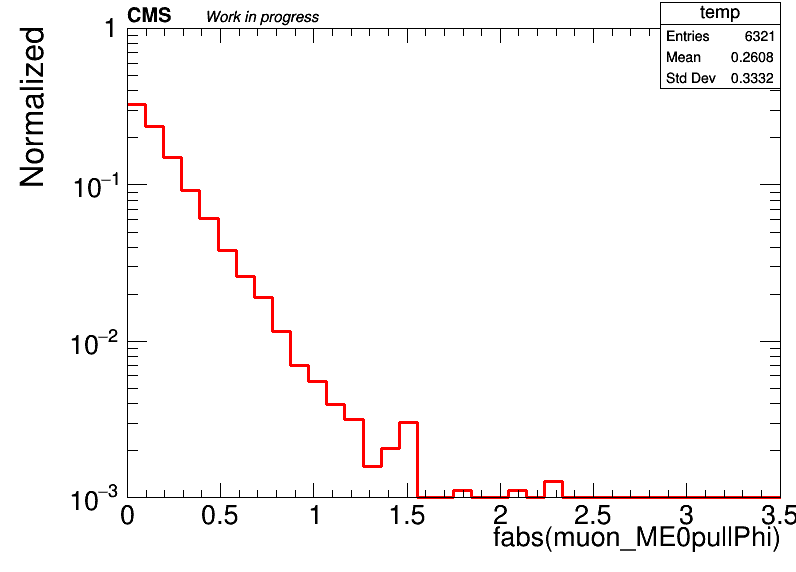 CMS Work in progress
temp
Entries 6321
Mean 0.2608
Std Dev 0.3332
Normalized
1
10⁻¹
10⁻²
10⁻³
0 0.5 1 1.5 2 2.5 3 3.5
fabs(muon_ME0pullPhi)